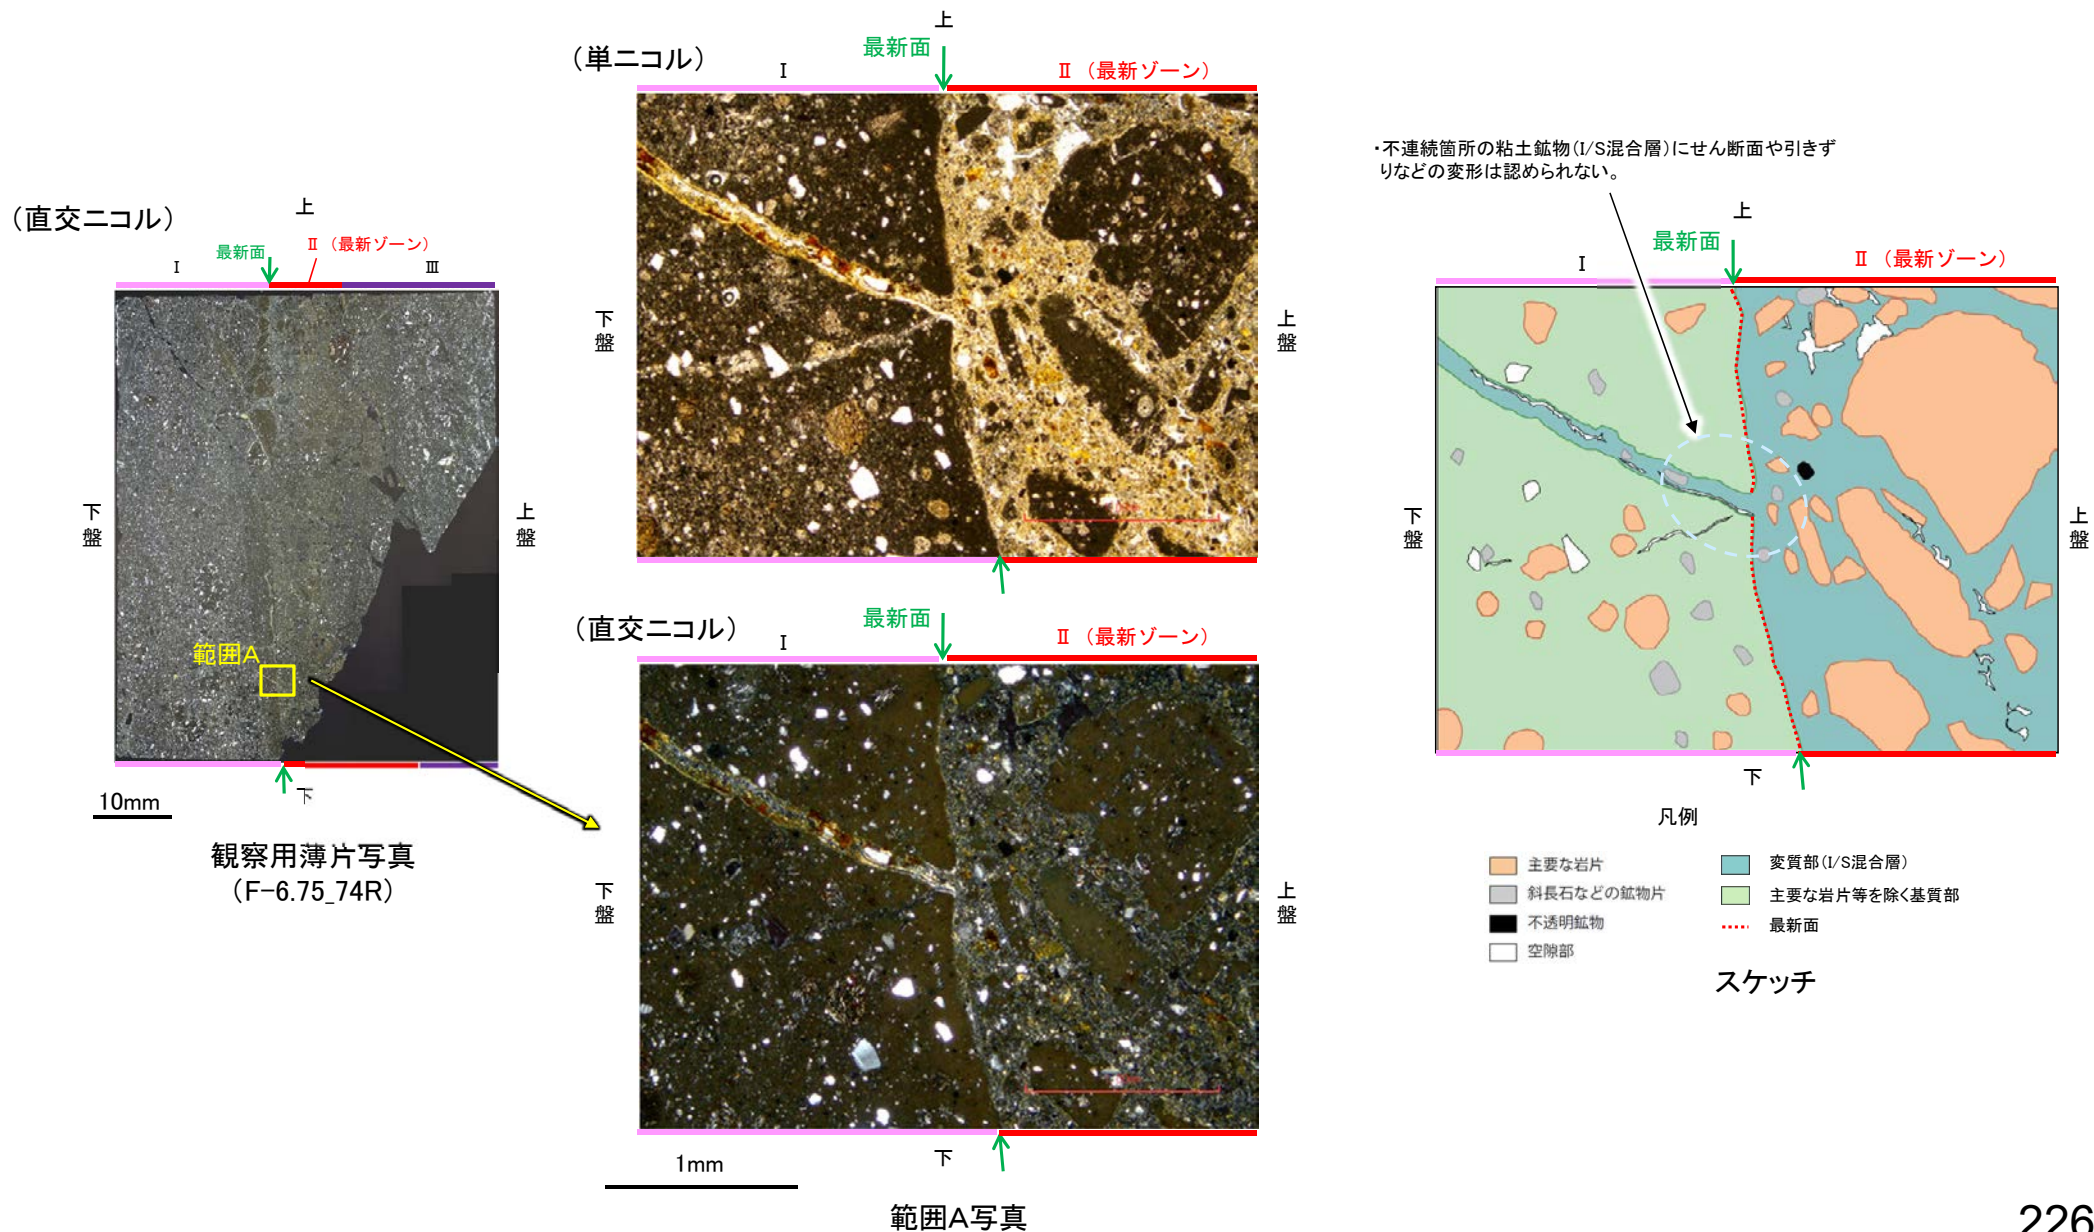 （直交ニコル）
上
最新面
Ⅱ（最新ゾーン）
Ⅰ
Ⅲ
下盤
上盤
範囲A
下
10mm
観察用薄片写真
（F-6.75_74R）
（単ニコル）
上
最新面
Ⅰ
Ⅱ（最新ゾーン）
下盤
上盤
（直交ニコル）
最新面
Ⅰ
Ⅱ（最新ゾーン）
下盤
上盤
下
1mm
範囲A写真
・不連続箇所の粘土鉱物（I/S混合層）にせん断面や引きず
りなどの変形は認められない。
上
最新面
Ⅰ
Ⅱ（最新ゾーン）
下盤
上盤
下
凡例
主要な岩片
斜長石などの鉱物片
不透明鉱物
空隙部
変質部（I/S混合層）
主要な岩片等を除く基質部
最新面
スケッチ
226